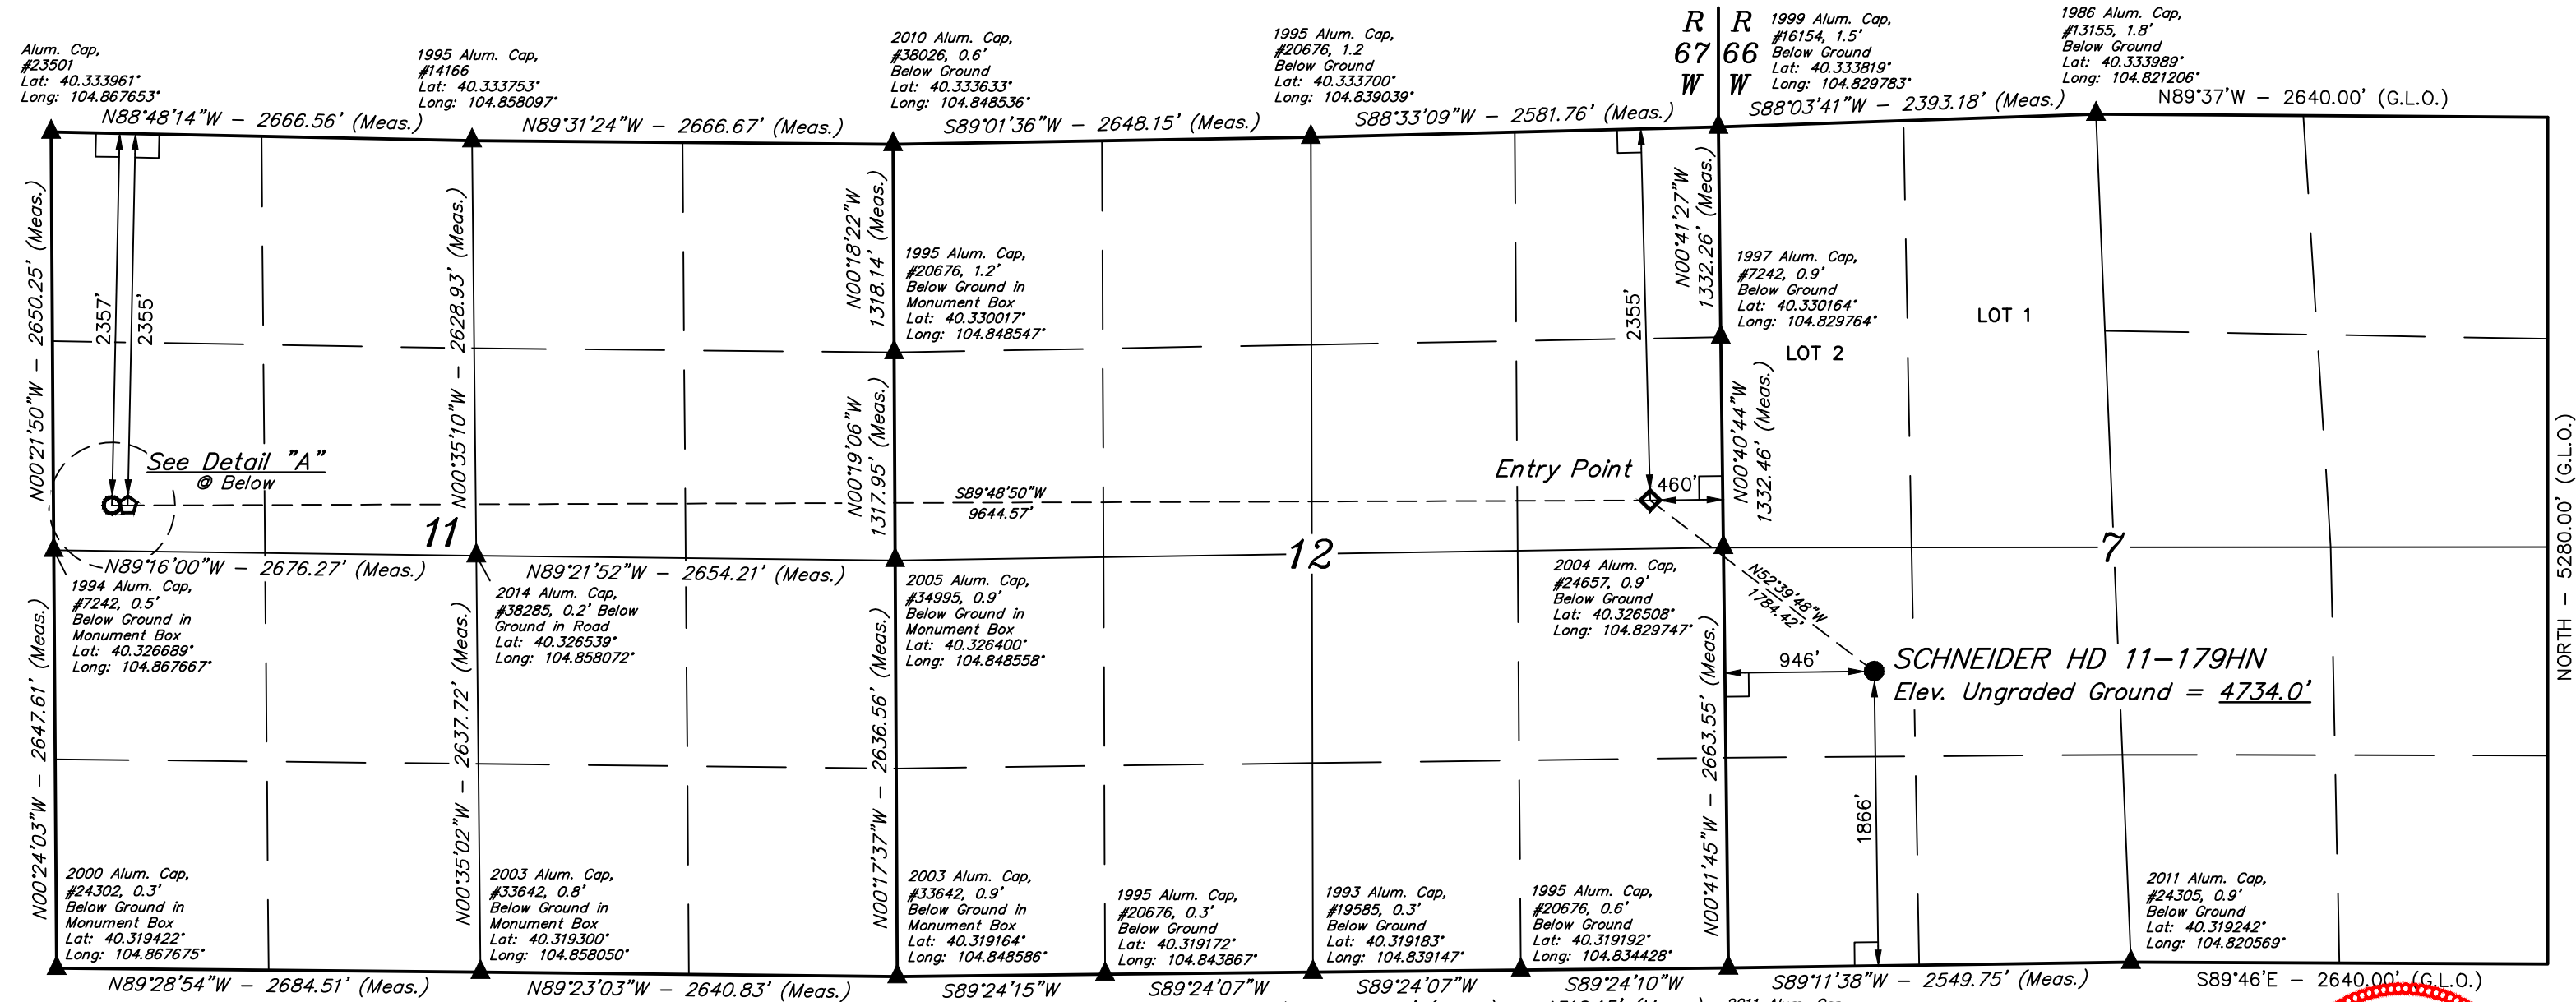 Alum. Cap,
#23501
Lat: 40.333961°
Long: 104.867653°
1995 Alum. Cap,
#14166
Lat: 40.333753°
Long: 104.858097°
2010 Alum. Cap,
#38026, 0.6'
Below Ground
Lat: 40.333633°
Long: 104.848536°
1995 Alum. Cap,
#20676, 1.2
Below Ground
Lat: 40.333700°
Long: 104.839039°
R R
67 66
W W
1999 Alum. Cap,
#16154, 1.5'
Below Ground
Lat: 40.333819°
Long: 104.829783°
1986 Alum. Cap,
#13155, 1.8'
Below Ground
Lat: 40.333989°
Long: 104.821206°
N88°48'14"W - 2666.56' (Meas.)
N89°31'24"W - 2666.67' (Meas.)
S89°01'36"W - 2648.15' (Meas.)
S88°33'09"W - 2581.76' (Meas.)
S88°03'41"W - 2393.18' (Meas.)
N89°37'W - 2640.00' (G.L.O.)
N00°21'50"W - 2650.25' (Meas.)
2357'
2355'
N00°35'10"W - 2628.93' (Meas.)
N00°18'22"W
1318.14' (Meas.)
1995 Alum. Cap,
#20676, 1.2'
Below Ground in
Monument Box
Lat: 40.330017°
Long: 104.848547°
2355'
N00°41'27"W
1332.26' (Meas.)
1997 Alum. Cap,
#7242, 0.9'
Below Ground
Lat: 40.330164°
Long: 104.829764°
LOT 1
LOT 2
See Detail "A"
@ Below
N00°19'06"W
1317.95' (Meas.)
S89°48'50"W
9644.57'
Entry Point
460'
N00°40'44"W
1332.46' (Meas.)
NORTH - 5280.00' (G.L.O.)
11
12
7
N89°16'00"W - 2676.27' (Meas.)
N89°21'52"W - 2654.21' (Meas.)
1994 Alum. Cap,
#7242, 0.5'
Below Ground in
Monument Box
Lat: 40.326689°
Long: 104.867667°
2014 Alum. Cap,
#38285, 0.2' Below
Ground in Road
Lat: 40.326539°
Long: 104.858072°
2005 Alum. Cap,
#34995, 0.9'
Below Ground in
Monument Box
Lat: 40.326400°
Long: 104.848558°
2004 Alum. Cap,
#24657, 0.9'
Below Ground
Lat: 40.326508°
Long: 104.829747°
N52°39'48"W
1784.42'
946'
SCHNEIDER HD 11-179HN
Elev. Ungraded Ground = 4734.0'
1866'
N00°24'03"W - 2647.61' (Meas.)
N00°35'02"W - 2637.72' (Meas.)
N00°17'37"W - 2636.56' (Meas.)
N00°41'45"W - 2663.55' (Meas.)
2000 Alum. Cap,
#24302, 0.3'
Below Ground in
Monument Box
Lat: 40.319422°
Long: 104.867675°
2003 Alum. Cap,
#33642, 0.8'
Below Ground in
Monument Box
Lat: 40.319300°
Long: 104.858050°
2003 Alum. Cap,
#33642, 0.9'
Below Ground in
Monument Box
Lat: 40.319164°
Long: 104.848586°
1995 Alum. Cap,
#20676, 0.3'
Below Ground
Lat: 40.319172°
Long: 104.843867°
1993 Alum. Cap,
#19585, 0.3'
Below Ground
Lat: 40.319183°
Long: 104.839147°
1995 Alum. Cap,
#20676, 0.6'
Below Ground
Lat: 40.319192°
Long: 104.834428°
2011 Alum. Cap,
#24305, 0.9'
Below Ground
Lat: 40.319242°
Long: 104.820569°
N89°28'54"W - 2684.51' (Meas.)
N89°23'03"W - 2640.83' (Meas.)
S89°24'15"W
S89°24'07"W
S89°24'07"W
S89°24'10"W
S89°11'38"W - 2549.75' (Meas.)
S89°46'E - 2640.00' (G.L.O.)